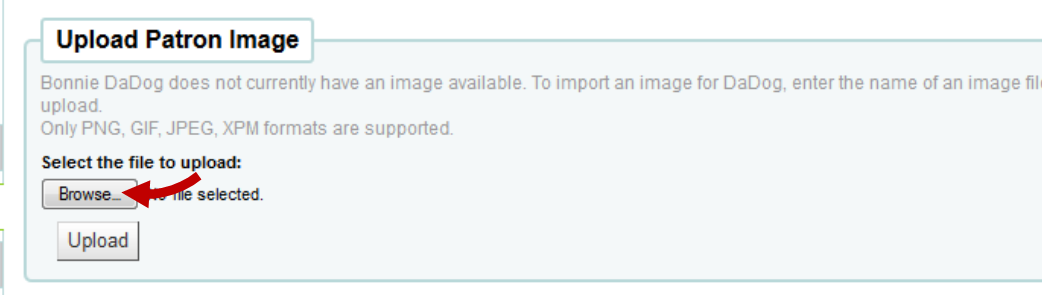 Upload Patron Image
Bonnie DaDog does not currently have an image available. To import an image for DaDog, enter the name of an image file
upload.
Only PNG, GIF, JPEG, XPM formats are supported.
Select the file to upload:
Browse... No file selected.
Upload